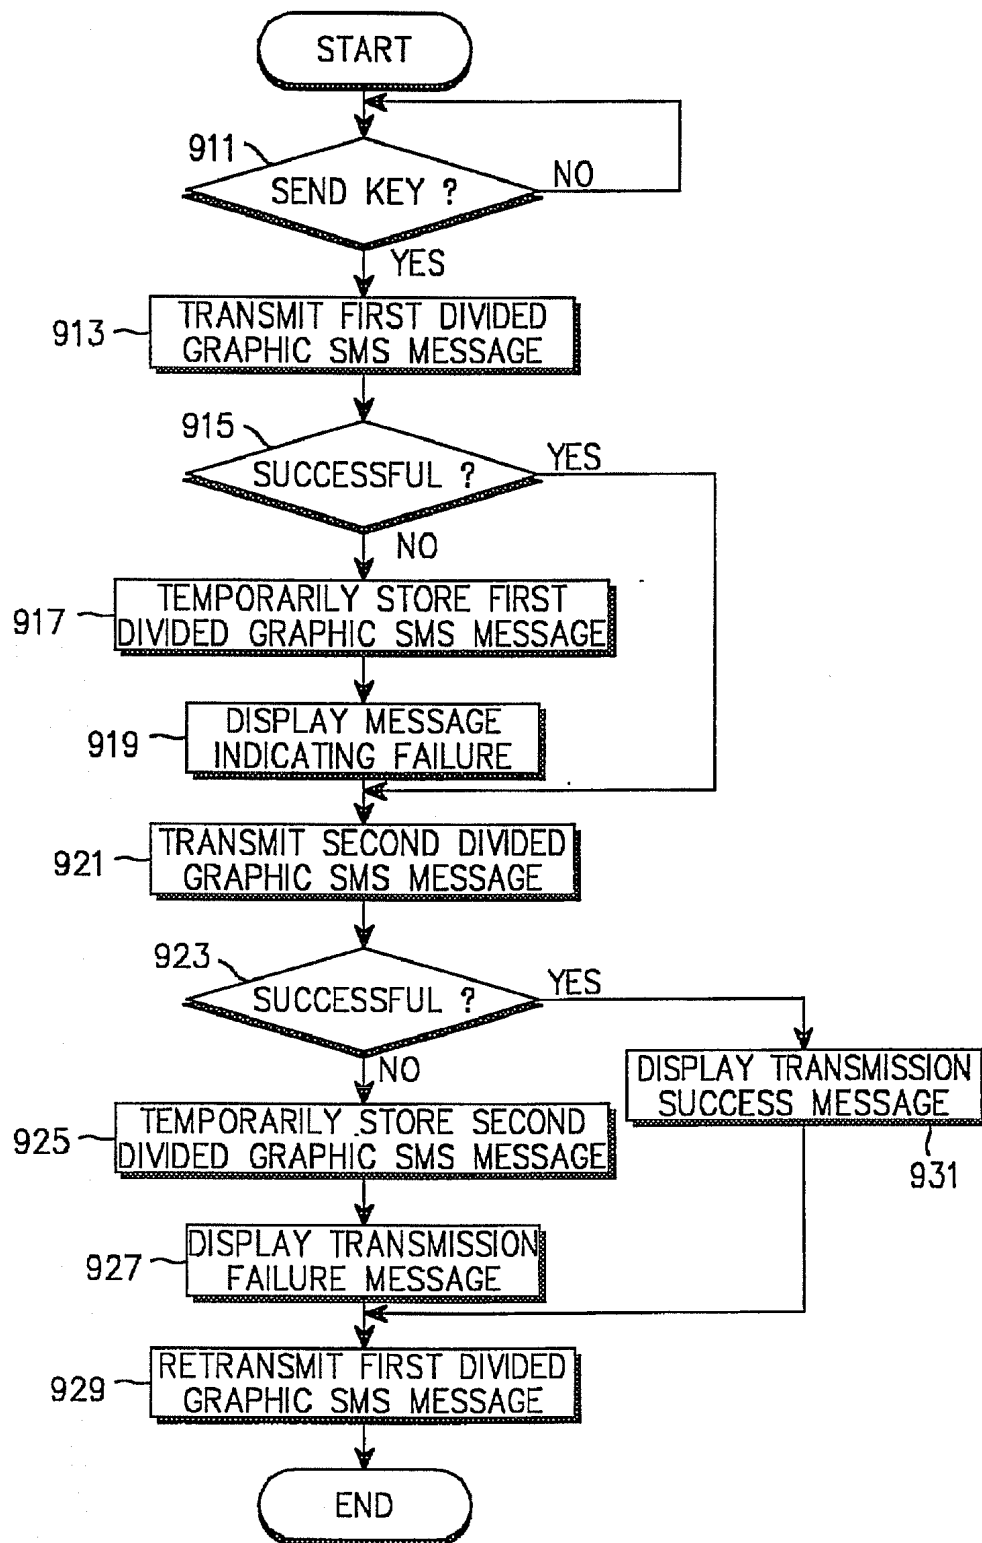 START
911
SEND KEY ?
NO
YES
913
TRANSMIT FIRST DIVIDED
GRAPHIC SMS MESSAGE
915
SUCCESSFUL ?
YES
NO
917
TEMPORARILY STORE FIRST
DIVIDED GRAPHIC SMS MESSAGE
919
DISPLAY MESSAGE
INDICATING FAILURE
921
TRANSMIT SECOND DIVIDED
GRAPHIC SMS MESSAGE
923
SUCCESSFUL ?
YES
NO
DISPLAY TRANSMISSION
SUCCESS MESSAGE
931
925
TEMPORARILY STORE SECOND
DIVIDED GRAPHIC SMS MESSAGE
927
DISPLAY TRANSMISSION
FAILURE MESSAGE
929
RETRANSMIT FIRST DIVIDED
GRAPHIC SMS MESSAGE
END